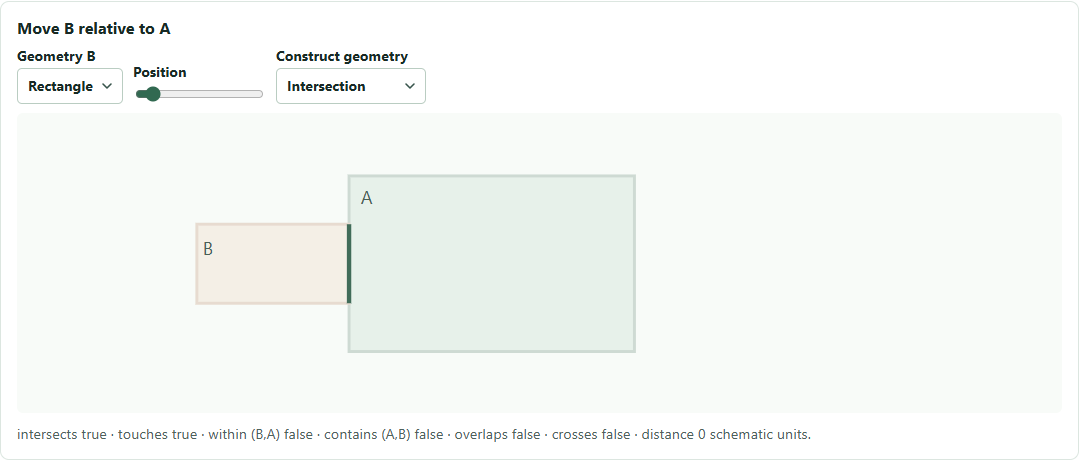 Move B relative to A
Geometry B
Position
Construct geometry
Rectangle
Intersection
A
B
intersects true · touches true · within (B,A) false · contains (A,B) false · overlaps false · crosses false · distance 0 schematic units.